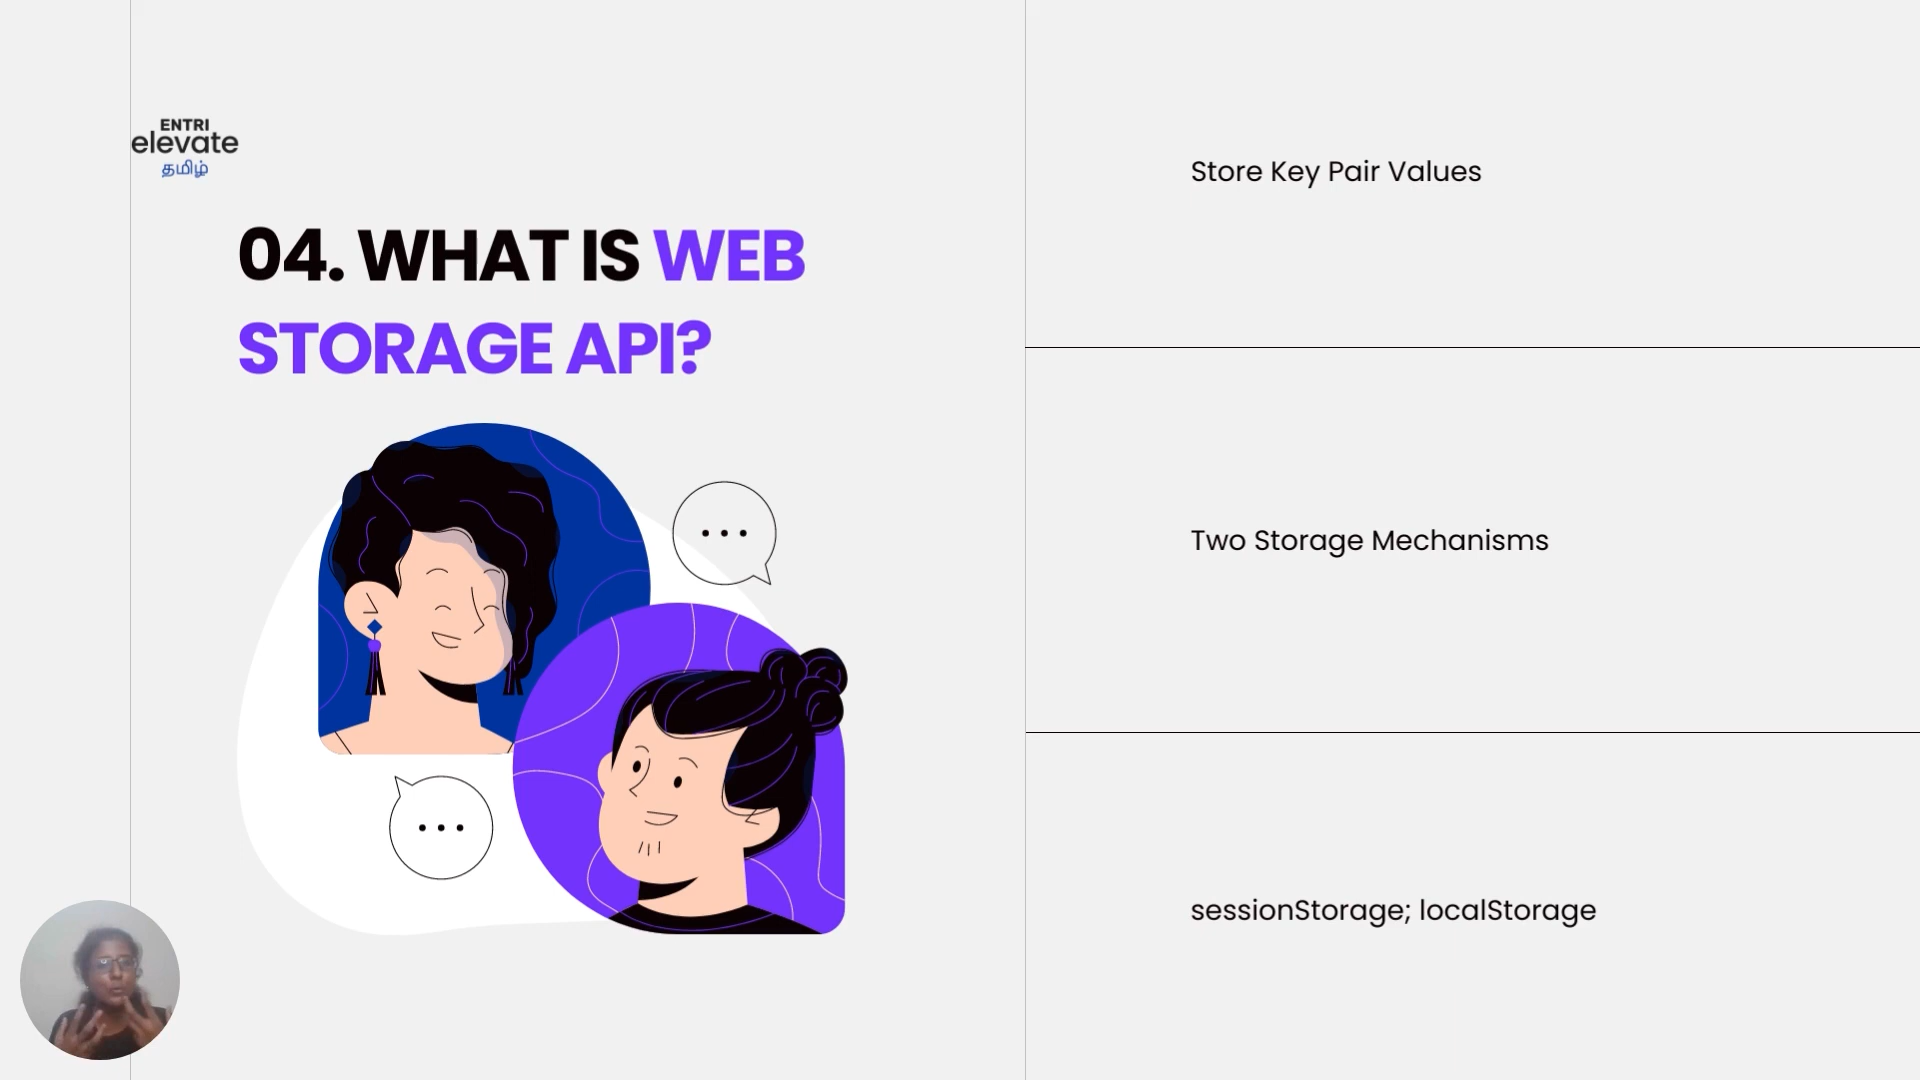 ENTRI
elevate
தமிழ்
04. WHAT IS WEB
STORAGE API?
Store Key Pair Values
Two Storage Mechanisms
sessionStorage; localStorage